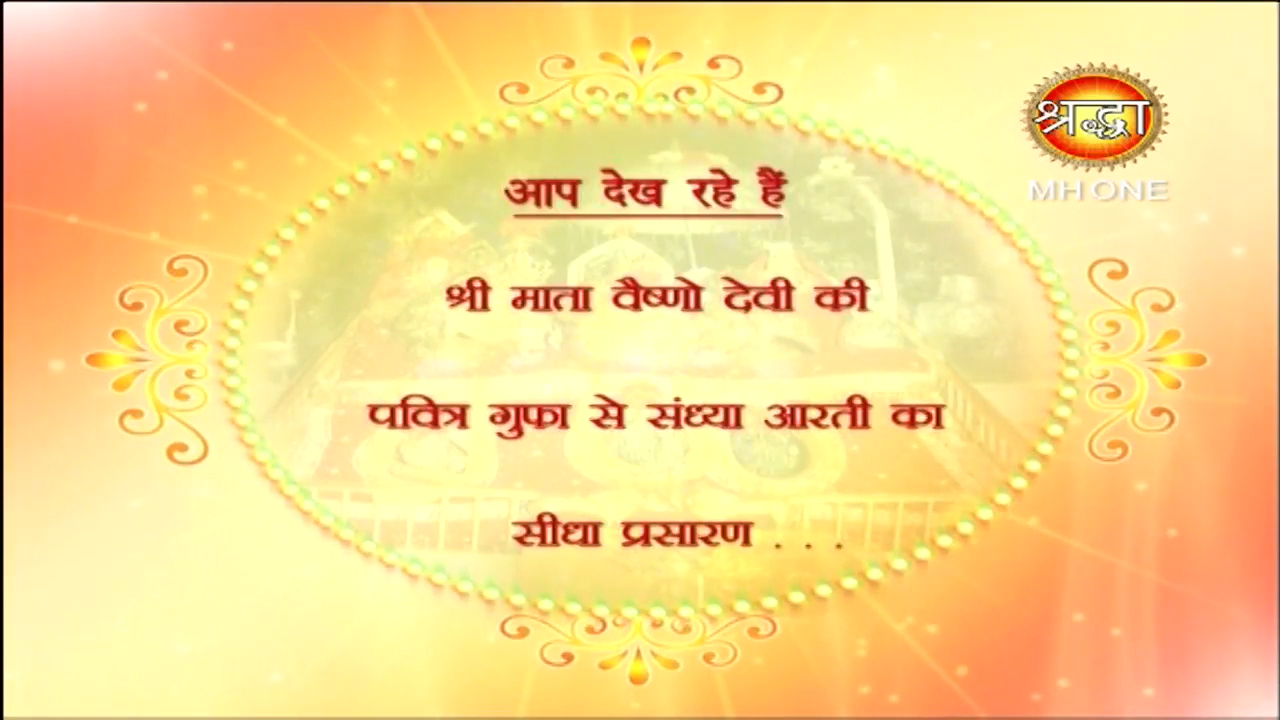 श्रद्धा
MH ONE
आप देख रहे हैं
श्री माता वैष्णो देवी की
पवित्र गुफा से संध्या आरती का
सीधा प्रसारण . . .